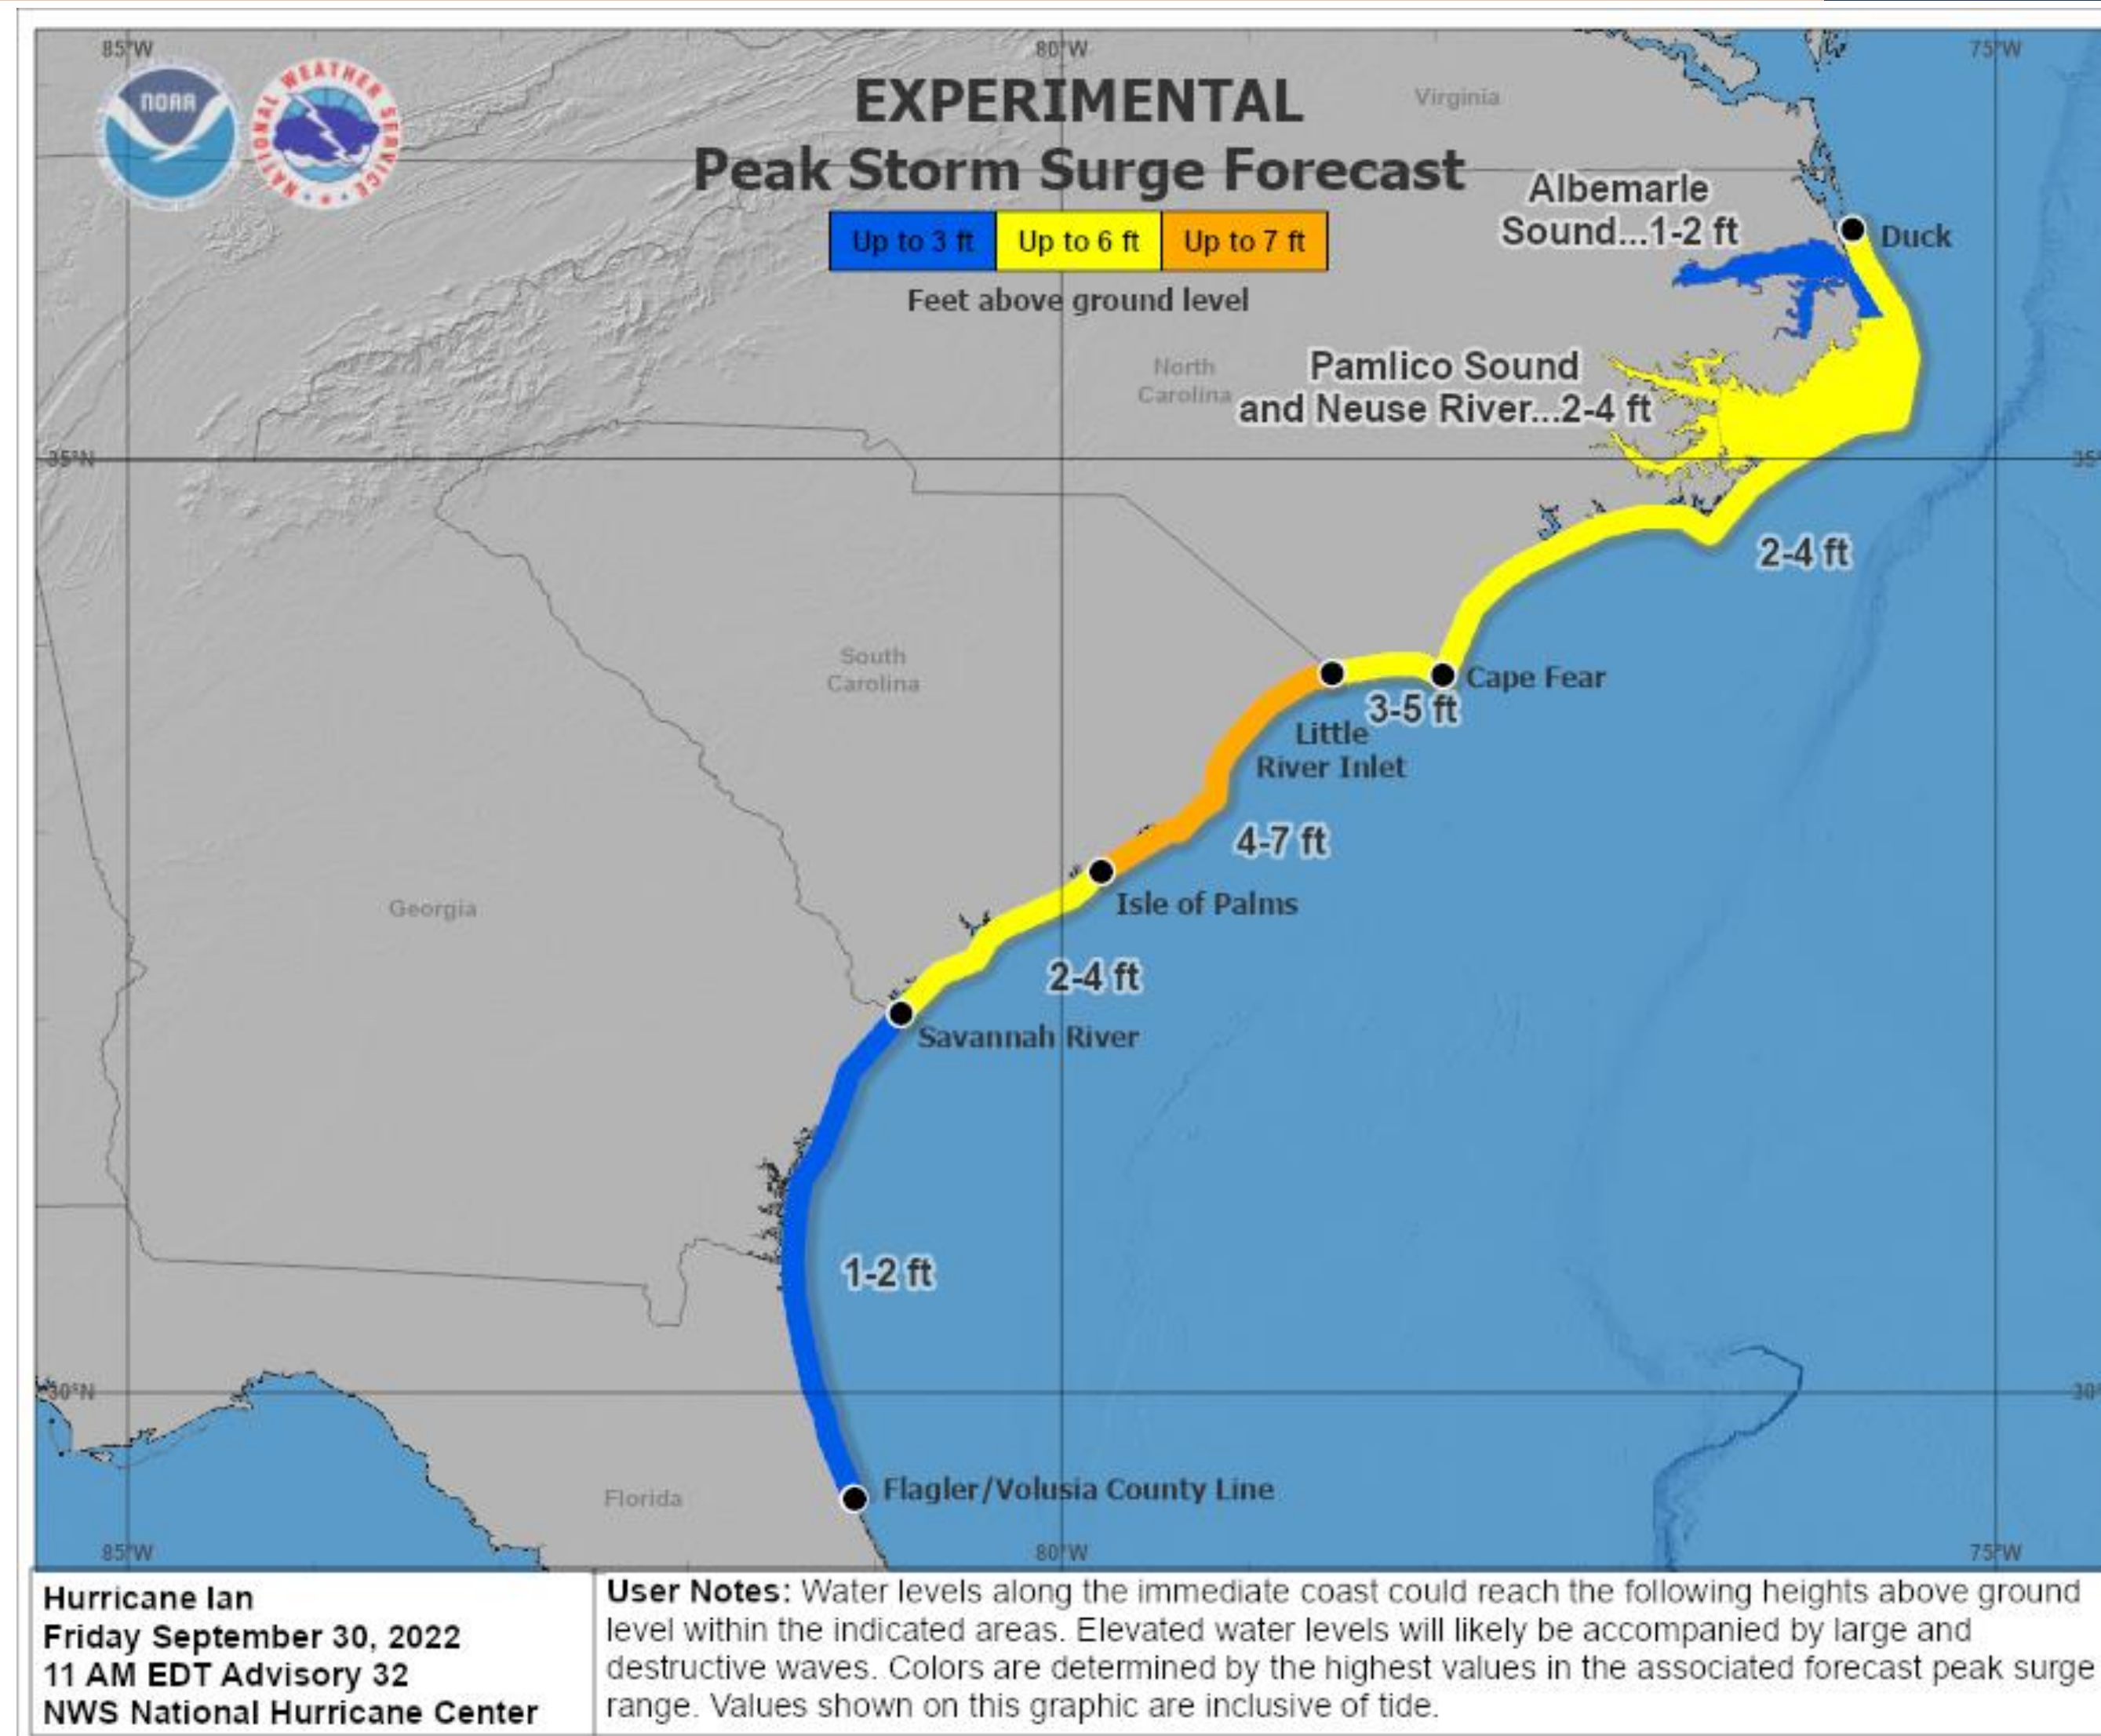 85°W
80°W
75°W
NOAA
NATIONAL WEATHER SERVICE
EXPERIMENTAL
Peak Storm Surge Forecast
Up to 3 ft
Up to 6 ft
Up to 7 ft
Feet above ground level
Virginia
Albemarle
Sound...1-2 ft
Duck
North
Carolina
Pamlico Sound
and Neuse River...2-4 ft
35°N
35°
2-4 ft
South
Carolina
Cape Fear
3-5 ft
Little
River Inlet
4-7 ft
Isle of Palms
Georgia
2-4 ft
Savannah River
1-2 ft
30°N
30°
Florida
Flagler/Volusia County Line
85°W
80°W
75°W
Hurricane Ian
Friday September 30, 2022
11 AM EDT Advisory 32
NWS National Hurricane Center
User Notes: Water levels along the immediate coast could reach the following heights above ground
level within the indicated areas. Elevated water levels will likely be accompanied by large and
destructive waves. Colors are determined by the highest values in the associated forecast peak surge
range. Values shown on this graphic are inclusive of tide.